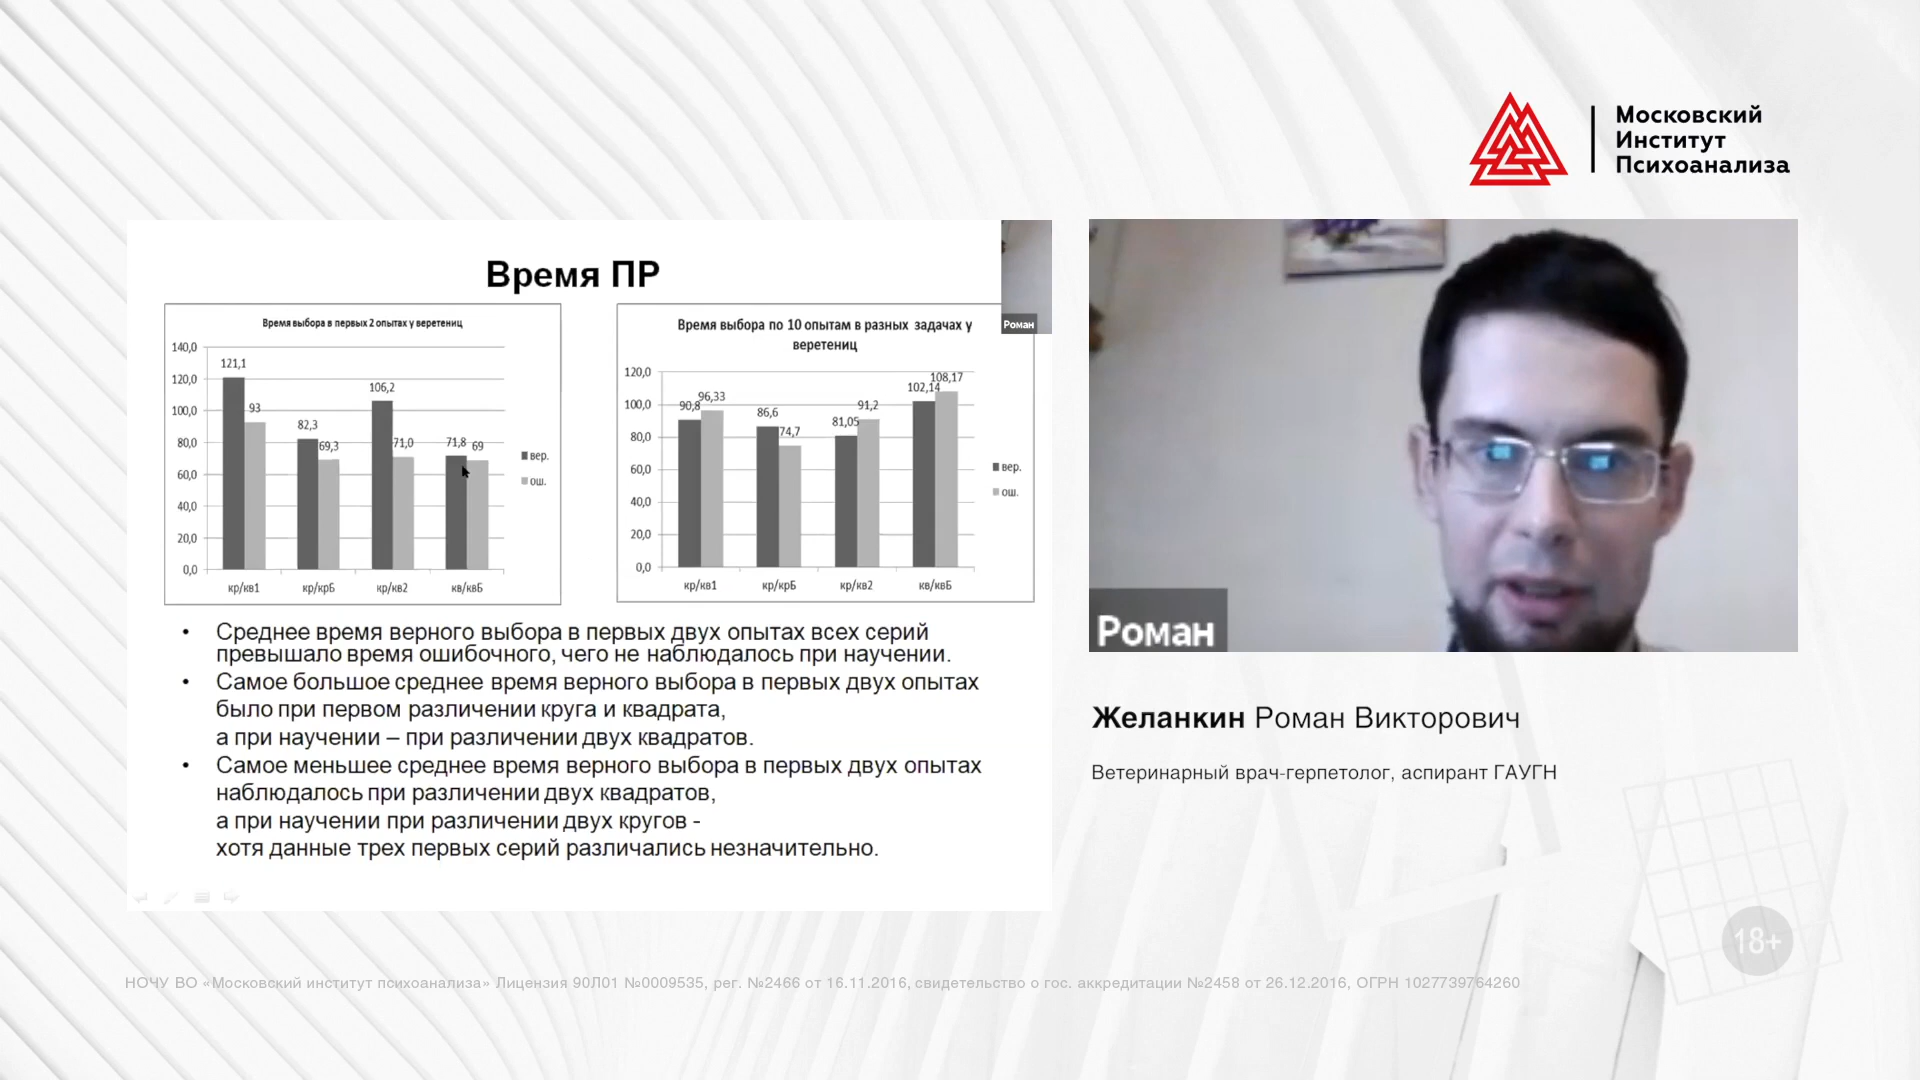 Московский
Институт
Психоанализа
Время ПР
Роман
Время выбора в первых 2 опытах у веретениц
140,0
120,0
100,0
80,0
60,0
40,0
20,0
0,0
121,1
93
82,3
69,3
106,2
71,0
71,8
69
кр/кв1
кр/крБ
кр/кв2
кв/квБ
вер.
ош.
Время выбора по 10 опытам в разных задачах у
веретениц
120,0
100,0
80,0
60,0
40,0
20,0
0,0
90,8
96,33
86,6
74,7
81,05
91,2
102,14
108,17
кр/кв1
кр/крБ
кр/кв2
кв/квБ
вер.
ош.
• Среднее время верного выбора в первых двух опытах всех серий
превышало время ошибочного, чего не наблюдалось при научении.
• Самое большое среднее время верного выбора в первых двух опытах
было при первом различении круга и квадрата,
а при научении – при различении двух квадратов.
• Самое меньшее среднее время верного выбора в первых двух опытах
наблюдалось при различении двух квадратов,
а при научении при различении двух кругов -
хотя данные трех первых серий различались незначительно.
Роман
Желанкин Роман Викторович
Ветеринарный врач-герпетолог, аспирант ГАУГН
18+
НОЧУ ВО «Московский институт психоанализа» Лицензия 90Л01 №0009535, рег. №2466 от 16.11.2016, свидетельство о гос. аккредитации №2458 от 26.12.2016, ОГРН 1027739764260